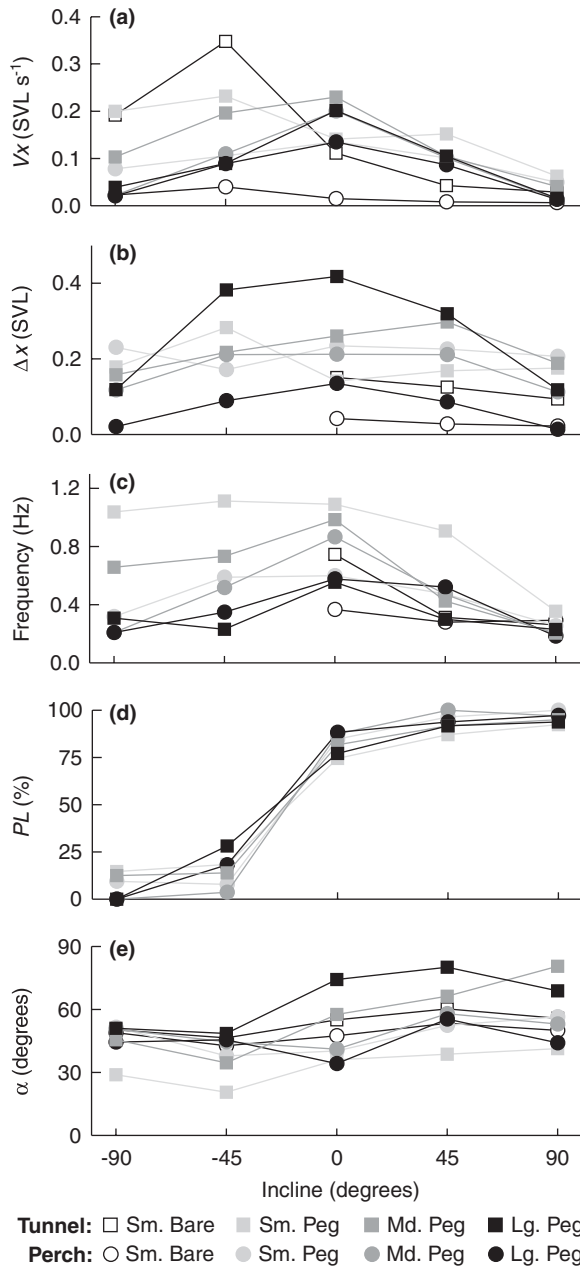 (a)
0.4
0.3
0.2
0.1
0.0
Vx (SVL s⁻¹)
(b)
0.4
0.2
0.0
Δx (SVL)
(c)
1.2
0.8
0.4
0.0
Frequency (Hz)
(d)
100
75
50
25
0
PL (%)
(e)
90
60
30
0
α (degrees)
-90 -45 0 45 90
Incline (degrees)
Tunnel: Sm. Bare Sm. Peg Md. Peg Lg. Peg
Perch: Sm. Bare Sm. Peg Md. Peg Lg. Peg